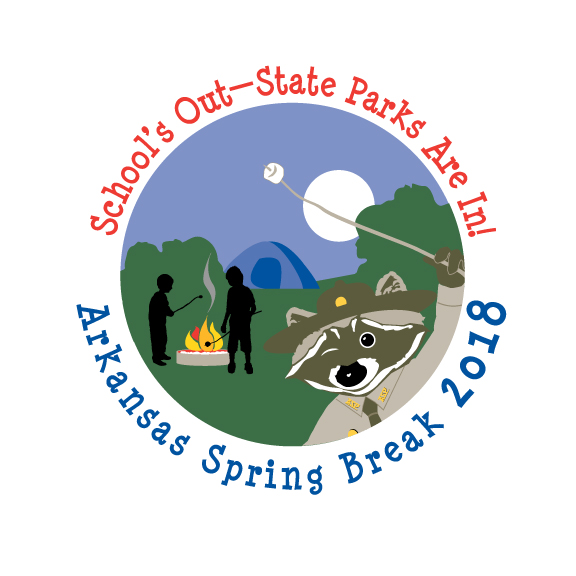 School's Out—State Parks Are In!
Arkansas Spring Break 2018